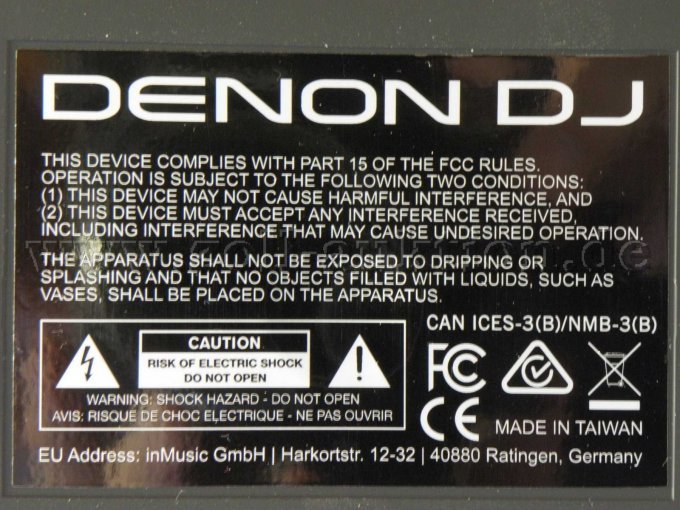 DENON DJ
THIS DEVICE COMPLIES WITH PART 15 OF THE FCC RULES.
OPERATION IS SUBJECT TO THE FOLLOWING TWO CONDITIONS:
(1) THIS DEVICE MAY NOT CAUSE HARMFUL INTERFERENCE, AND
(2) THIS DEVICE MUST ACCEPT ANY INTERFERENCE RECEIVED,
INCLUDING INTERFERENCE THAT MAY CAUSE UNDESIRED OPERATION.
www.zoll-auktion.de
THE APPARATUS SHALL NOT BE EXPOSED TO DRIPPING OR
SPLASHING AND THAT NO OBJECTS FILLED WITH LIQUIDS, SUCH AS
VASES, SHALL BE PLACED ON THE APPARATUS.
CAUTION
RISK OF ELECTRIC SHOCK
DO NOT OPEN
WARNING: SHOCK HAZARD - DO NOT OPEN
AVIS: RISQUE DE CHOC ELECTRIQUE - NE PAS OUVRIR
CAN ICES-3(B)/NMB-3(B)
FC
CE
MADE IN TAIWAN
EU Address: inMusic GmbH | Harkortstr. 12-32 | 40880 Ratingen, Germany